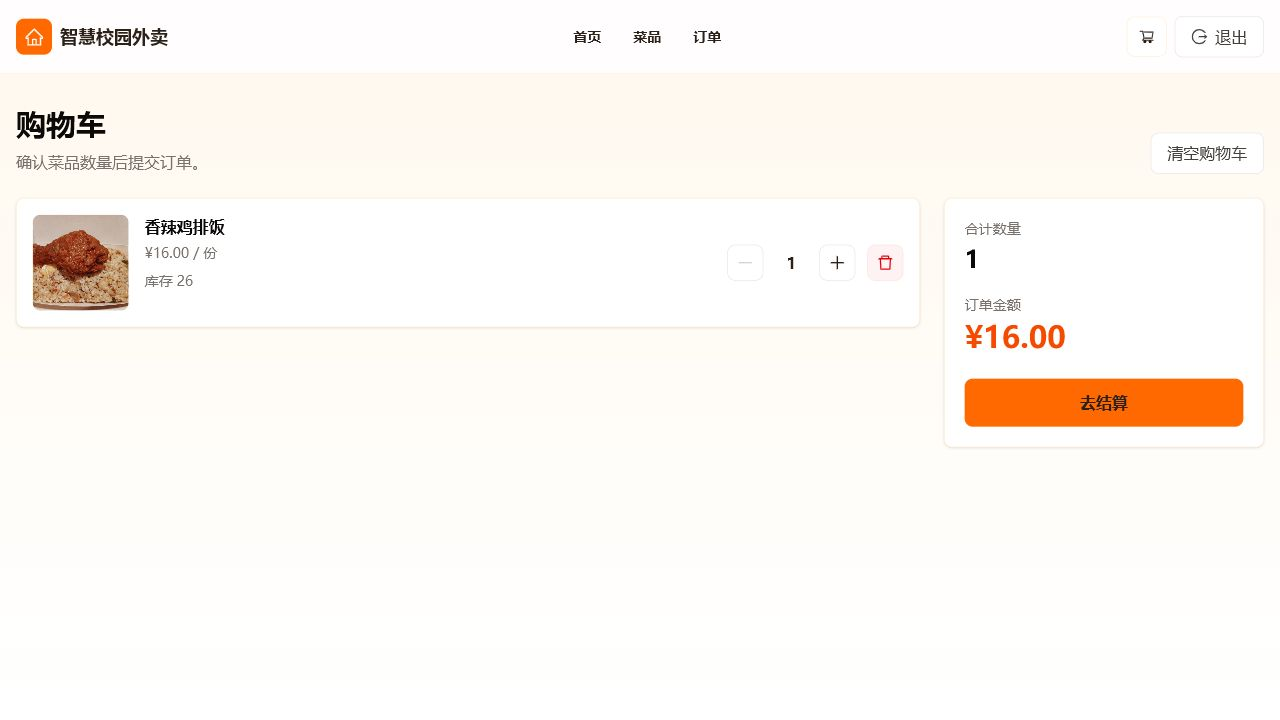 智慧校园外卖
首页
菜品
订单
退出
购物车
确认菜品数量后提交订单。
清空购物车
香辣鸡排饭
¥16.00 / 份
库存 26
1
合计数量
1
订单金额
¥16.00
去结算